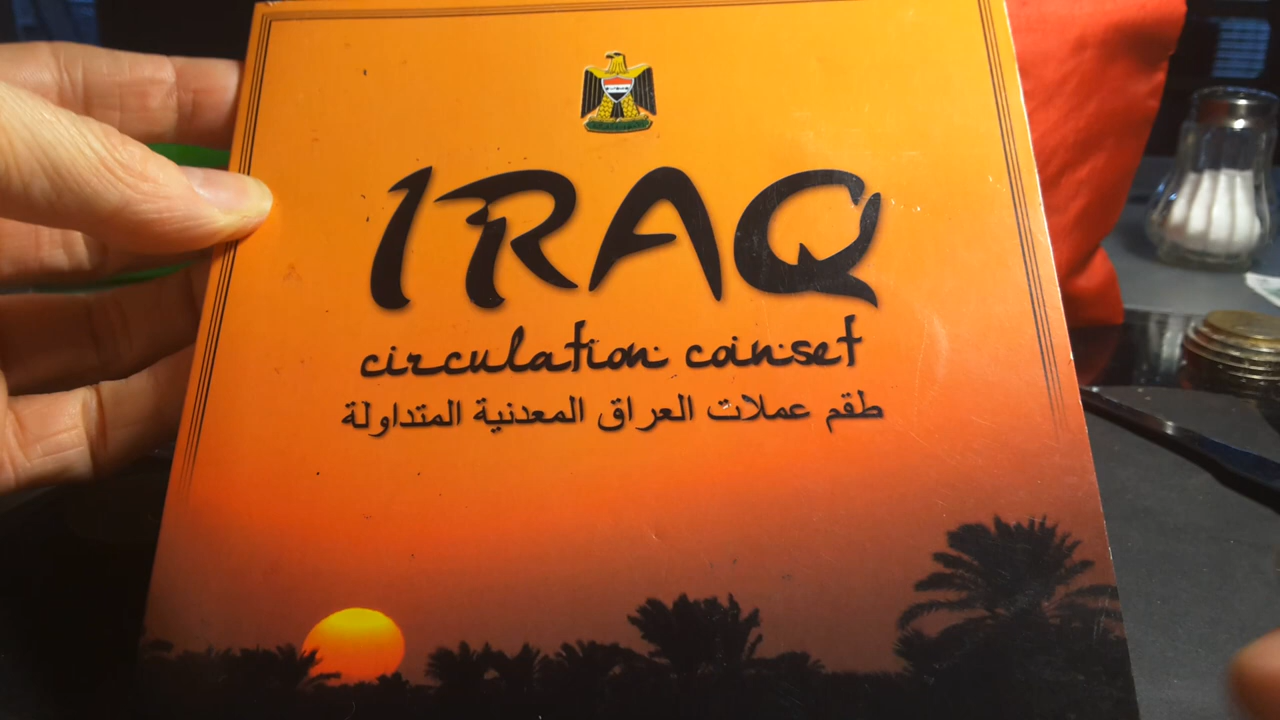 IRAQ
circulation coinset
طقم عملات العراق المعدنية المتداولة